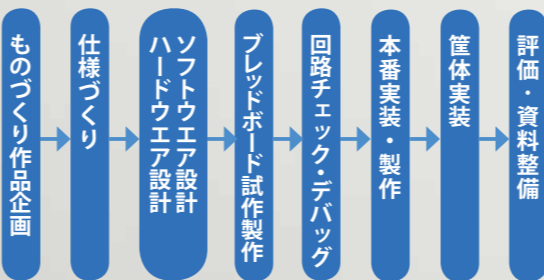 ものづくり作品企画
仕様づくり
ソフトウエア設計
ハードウエア設計
ブレッドボード試作製作
回路チェック・デバッグ
本番実装・製作
筐体実装
評価・資料整備